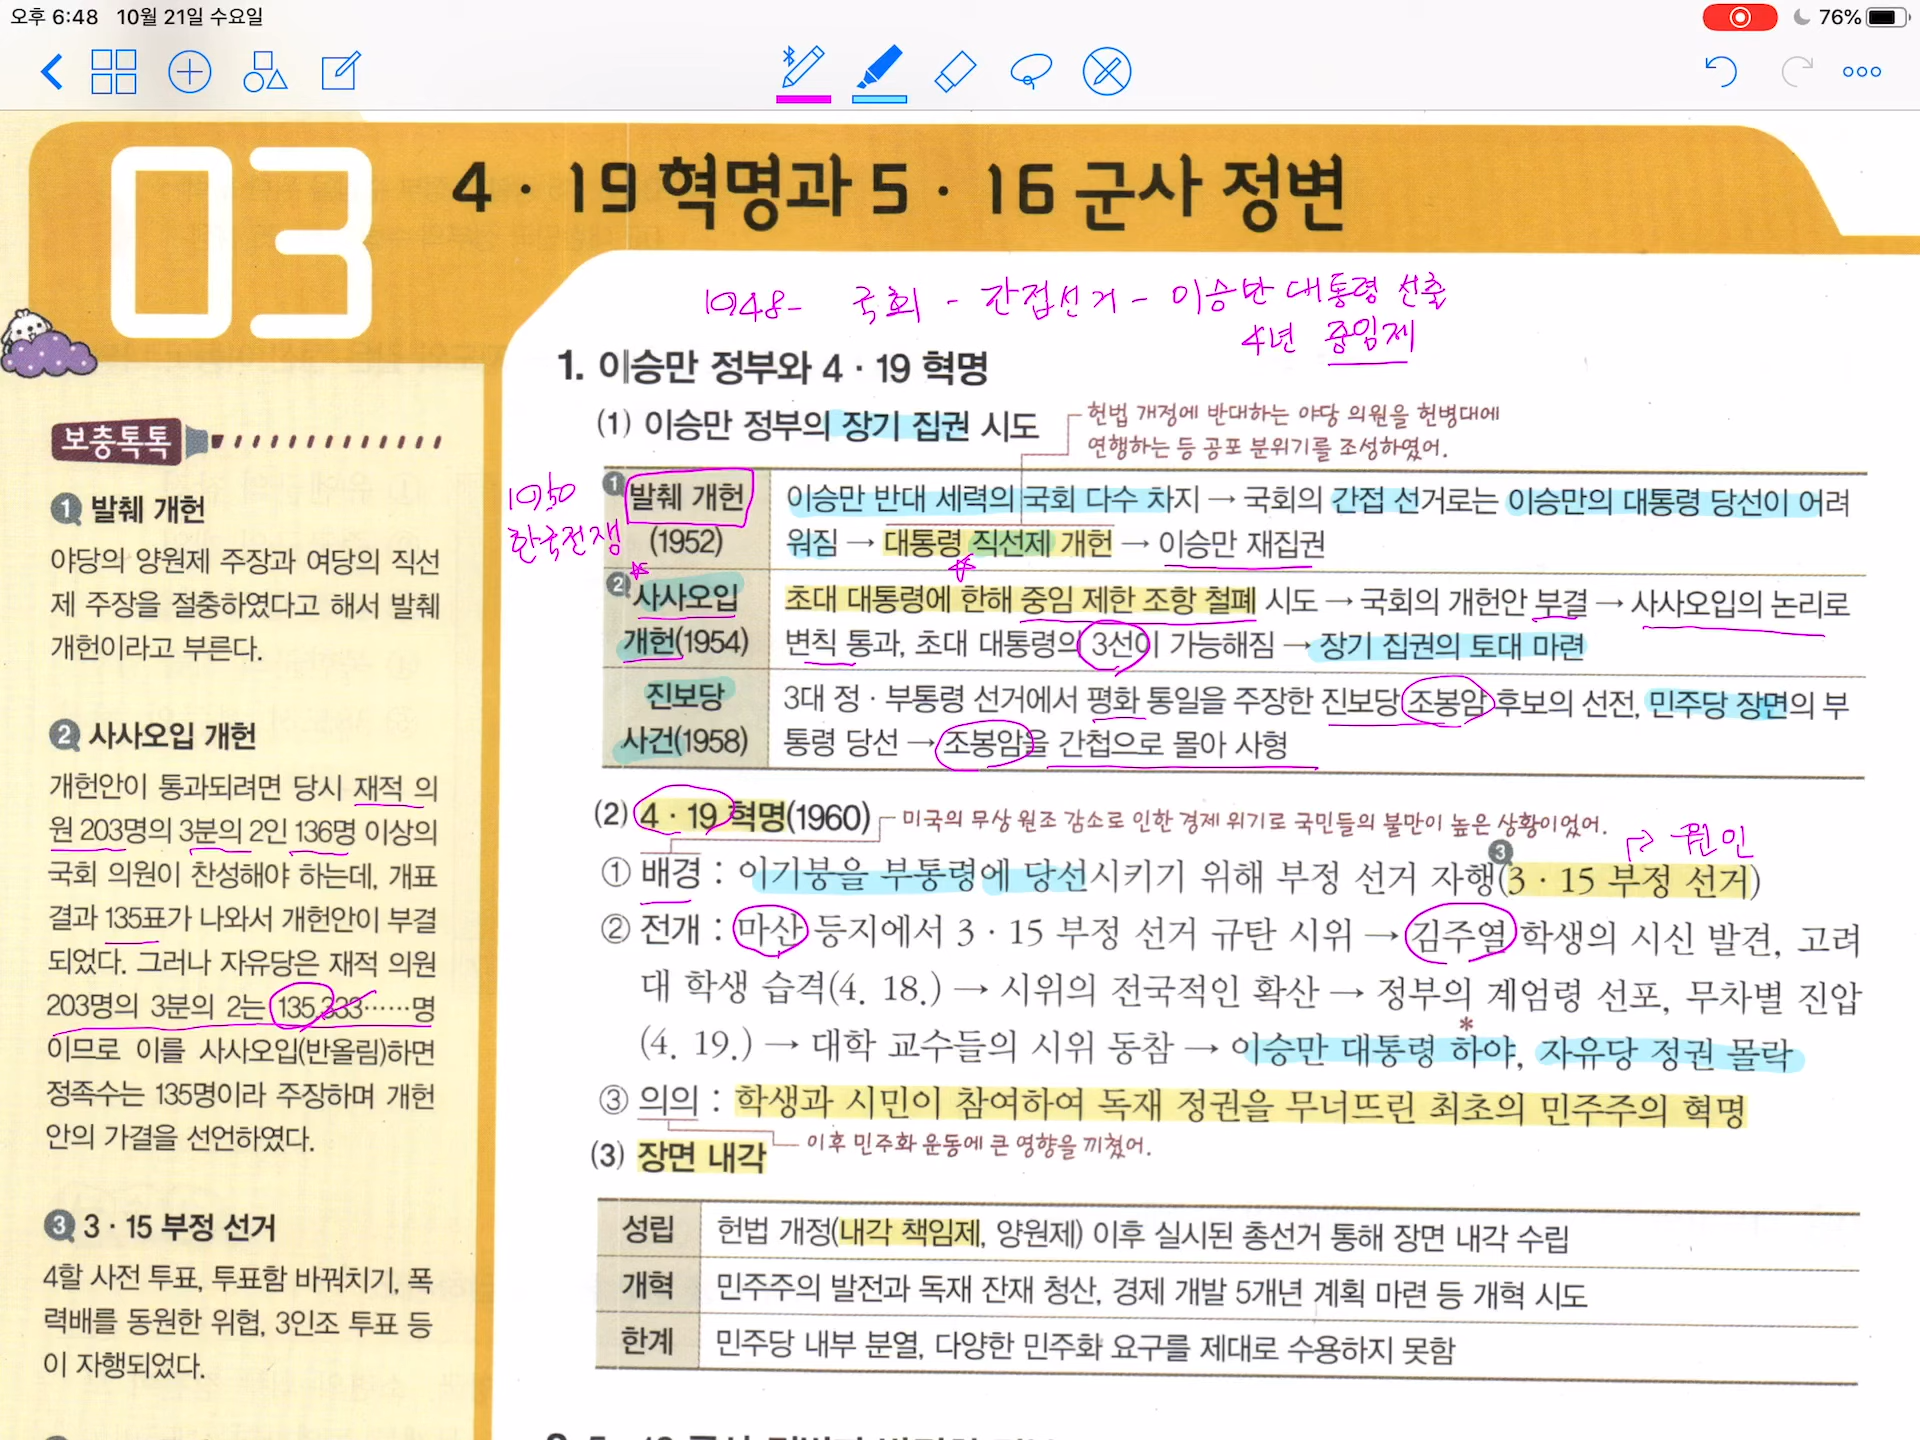 오후 6:48 10월 21일 수요일
76%
03
4·19 혁명과 5·16 군사 정변
1948- 국회 - 간접선거 - 이승만 대통령 선출
4년 중임제
1. 이승만 정부와 4·19 혁명
(1) 이승만 정부의 장기 집권 시도
헌법 개정에 반대하는 야당 의원을 헌병대에
연행하는 등 공포 분위기를 조성하였어.
1950
한국전쟁
1 발췌 개헌
(1952)
이승만 반대 세력의 국회 다수 차지 → 국회의 간접 선거로는 이승만의 대통령 당선이 어려
워짐 → 대통령 직선제 개헌 → 이승만 재집권
2 사사오입
개헌(1954)
초대 대통령에 한해 중임 제한 조항 철폐 시도 → 국회의 개헌안 부결 → 사사오입의 논리로
변칙 통과, 초대 대통령의 3선이 가능해짐 → 장기 집권의 토대 마련
진보당
사건(1958)
3대 정·부통령 선거에서 평화 통일을 주장한 진보당 조봉암 후보의 선전, 민주당 장면의 부
통령 당선 → 조봉암을 간첩으로 몰아 사형
(2) 4·19 혁명(1960)
미국의 무상 원조 감소로 인한 경제 위기로 국민들의 불만이 높은 상황이었어.
원인
① 배경 : 이기붕을 부통령에 당선시키기 위해 부정 선거 자행(3·15 부정 선거) 3
② 전개 : 마산 등지에서 3·15 부정 선거 규탄 시위 → 김주열 학생의 시신 발견, 고려
대 학생 습격(4. 18.) → 시위의 전국적인 확산 → 정부의 계엄령 선포, 무차별 진압
(4. 19.) → 대학 교수들의 시위 동참 → 이승만 대통령 하야*, 자유당 정권 몰락
③ 의의 : 학생과 시민이 참여하여 독재 정권을 무너뜨린 최초의 민주주의 혁명
이후 민주화 운동에 큰 영향을 끼쳤어.
(3) 장면 내각
성립 헌법 개정(내각 책임제, 양원제) 이후 실시된 총선거 통해 장면 내각 수립
개혁 민주주의 발전과 독재 잔재 청산, 경제 개발 5개년 계획 마련 등 개혁 시도
한계 민주당 내부 분열, 다양한 민주화 요구를 제대로 수용하지 못함
보충톡톡
1 발췌 개헌
야당의 양원제 주장과 여당의 직선
제 주장을 절충하였다고 해서 발췌
개헌이라고 부른다.
2 사사오입 개헌
개헌안이 통과되려면 당시 재적 의
원 203명의 3분의 2인 136명 이상의
국회 의원이 찬성해야 하는데, 개표
결과 135표가 나와서 개헌안이 부결
되었다. 그러나 자유당은 재적 의원
203명의 3분의 2는 135.333……명
이므로 이를 사사오입(반올림)하면
정족수는 135명이라 주장하며 개헌
안의 가결을 선언하였다.
3 3·15 부정 선거
4할 사전 투표, 투표함 바꿔치기, 폭
력배를 동원한 위협, 3인조 투표 등
이 자행되었다.